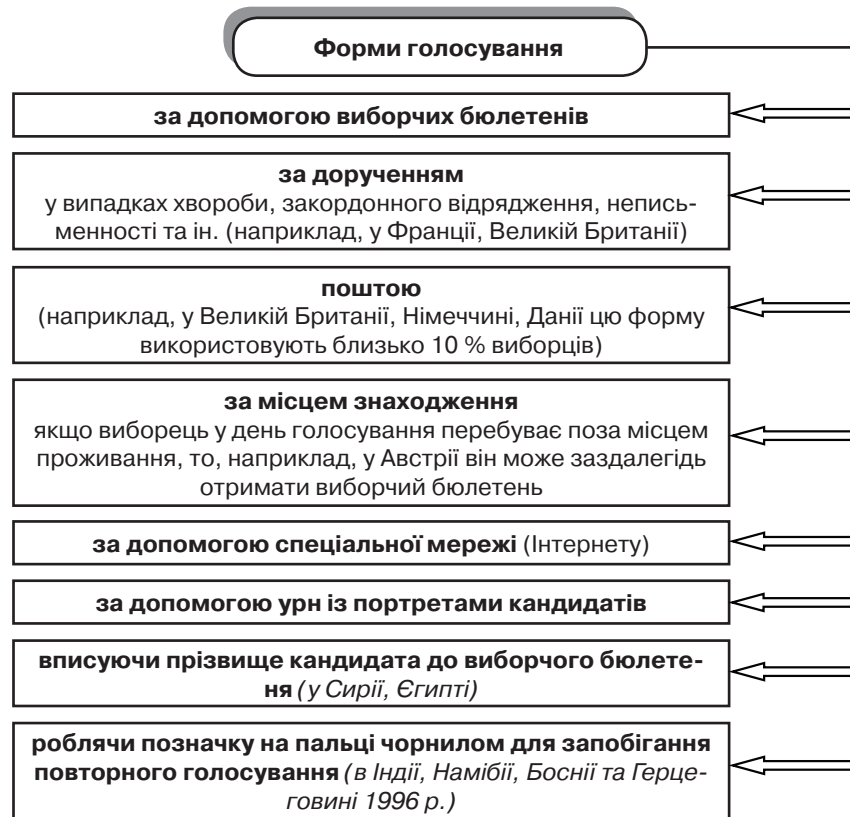 Форми голосування
за допомогою виборчих бюлетенів
за дорученням
у випадках хвороби, закордонного відрядження, непись-
менності та ін. (наприклад, у Франції, Великій Британії)
поштою
(наприклад, у Великій Британії, Німеччині, Данії цю форму
використовують близько 10 % виборців)
за місцем знаходження
якщо виборець у день голосування перебуває поза місцем
проживання, то, наприклад, у Австрії він може заздалегідь
отримати виборчий бюлетень
за допомогою спеціальної мережі (Інтернету)
за допомогою урн із портретами кандидатів
вписуючи прізвище кандидата до виборчого бюлете-
ня (у Сирії, Єгипті)
роблячи позначку на пальці чорнилом для запобігання
повторного голосування (в Індії, Намібії, Боснії та Герце-
говині 1996 р.)